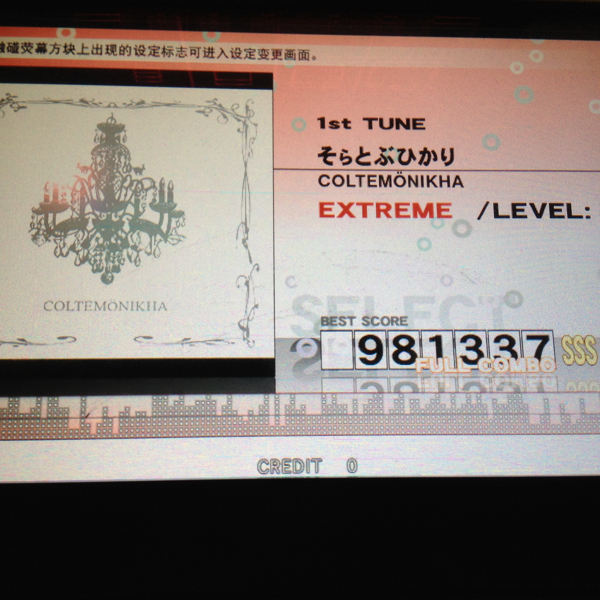 触碰荧幕方块上出现的设定标志可进入设定变更画面。
1st TUNE
そらとぶひかり
COLTEMÖNIKHA
EXTREME /LEVEL:
COLTEMÖNIKHA
SELECT
BEST SCORE
981337 SSS
FULL COMBO
CREDIT 0